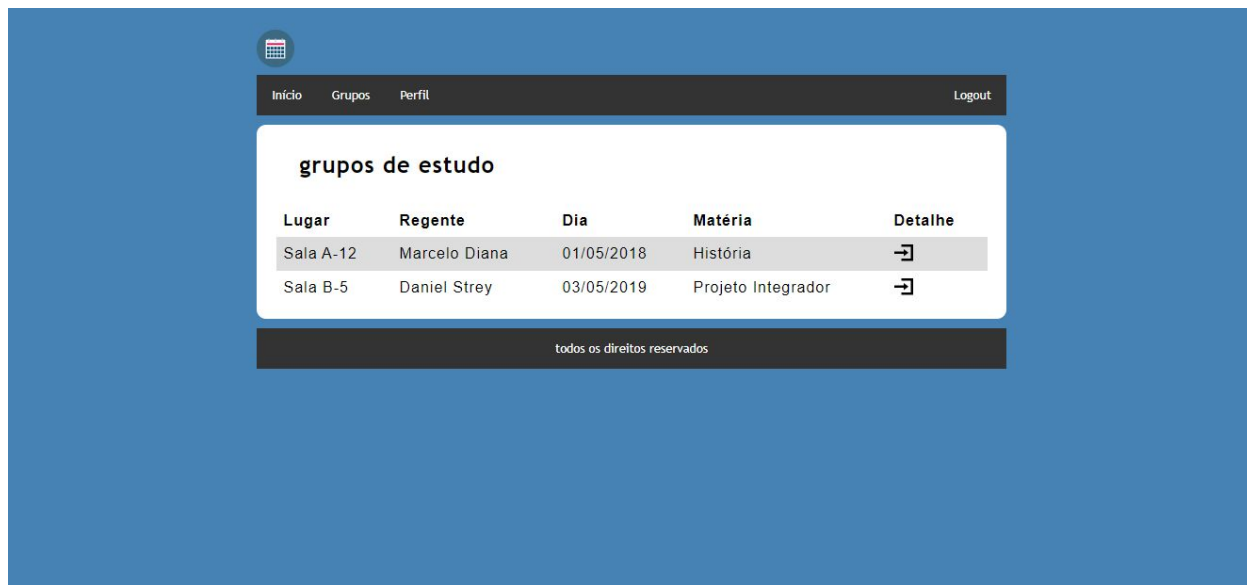 Início Grupos Perfil Logout
grupos de estudo
Lugar Regente Dia Matéria Detalhe
Sala A-12 Marcelo Diana 01/05/2018 História
Sala B-5 Daniel Strey 03/05/2019 Projeto Integrador
todos os direitos reservados